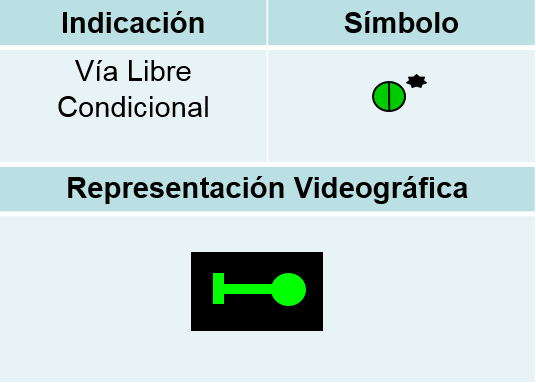 Indicación
Símbolo
Vía Libre
Condicional
Representación Videográfica